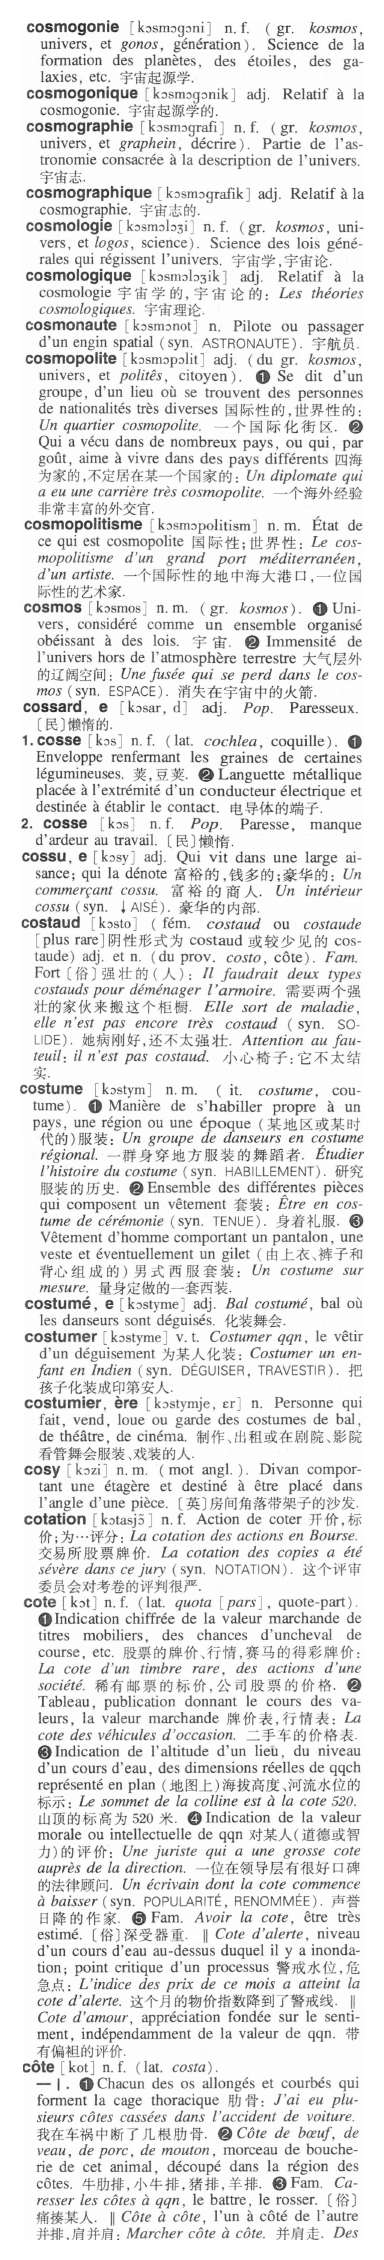 cosmogonie [kɔsmɔgɔni] n. f. ( gr. kosmos,
univers, et gonos, génération). Science de la
formation des planètes, des étoiles, des ga-
laxies, etc. 宇宙起源学.
cosmogonique [kɔsmɔgɔnik] adj. Relatif à la
cosmogonie. 宇宙起源学的.
cosmographie [kɔsmɔgrafi] n. f. ( gr. kosmos,
univers, et graphein, décrire). Partie de l'as-
tronomie consacrée à la description de l'univers.
宇宙志.
cosmographique [kɔsmɔgrafik] adj. Relatif à la
cosmographie. 宇宙志的.
cosmologie [kɔsmɔlɔʒi] n. f. (gr. kosmos, uni-
vers, et logos, science). Science des lois géné-
rales qui régissent l'univers. 宇宙学,宇宙论.
cosmologique [kɔsmɔlɔʒik] adj. Relatif à la
cosmologie 宇宙学的,宇宙论的: Les théories
cosmologiques. 宇宙理论.
cosmonaute [kɔsmɔnot] n. Pilote ou passager
d'un engin spatial (syn. ASTRONAUTE). 宇航员.
cosmopolite [kɔsmɔpɔlit] adj. (du gr. kosmos,
univers, et politês, citoyen). ❶ Se dit d'un
groupe, d'un lieu où se trouvent des personnes
de nationalités très diverses 国际性的,世界性的:
Un quartier cosmopolite. 一个国际化街区. ❷
Qui a vécu dans de nombreux pays, ou qui, par
goût, aime à vivre dans des pays différents 四海
为家的,不定居在某一个国家的: Un diplomate qui
a eu une carrière très cosmopolite. 一个海外经验
非常丰富的外交官.
cosmopolitisme [kɔsmɔpɔlitism] n. m. État de
ce qui est cosmopolite 国际性;世界性: Le cos-
mopolitisme d'un grand port méditerranéen,
d'un artiste. 一个国际性的地中海大港口,一位国
际性的艺术家.
cosmos [kɔsmos] n. m. ( gr. kosmos). ❶ Uni-
vers, considéré comme un ensemble organisé
obéissant à des lois. 宇宙. ❷ Immensité de
l'univers hors de l'atmosphère terrestre 大气层外
的辽阔空间: Une fusée qui se perd dans le cos-
mos (syn. ESPACE). 消失在宇宙中的火箭.
cossard, e [kɔsar, d] adj. Pop. Paresseux.
〔民〕懒惰的.
1. cosse [kɔs] n. f. (lat. cochlea, coquille). ❶
Enveloppe renfermant les graines de certaines
légumineuses. 荚,豆荚. ❷ Languette métallique
placée à l'extrémité d'un conducteur électrique et
destinée à établir le contact. 电导体的端子.
2. cosse [kɔs] n. f. Pop. Paresse, manque
d'ardeur au travail. 〔民〕懒惰.
cossu, e [kɔsy] adj. Qui vit dans une large ai-
sance; qui la dénote 富裕的,钱多的;豪华的: Un
commerçant cossu. 富裕的商人. Un intérieur
cossu (syn. ↓AISÉ). 豪华的内部.
costaud [kɔsto] ( fém. costaud ou costaude
[plus rare]阴性形式为 costaud 或较少见的 cos-
taude) adj. et n. (du prov. costo, côte). Fam.
Fort〔俗〕强壮的(人): Il faudrait deux types
costauds pour déménager l'armoire. 需要两个强
壮的家伙来搬这个柜橱. Elle sort de maladie,
elle n'est pas encore très costaud ( syn. SO-
LIDE). 她病刚好,还不太强壮. Attention au fau-
teuil: il n'est pas costaud. 小心椅子:它不太结
实.
costume [kɔstym] n. m. ( it. costume, cou-
tume). ❶ Manière de s'habiller propre à un
pays, une région ou une époque (某地区或某时
代的)服装: Un groupe de danseurs en costume
régional. 一群身穿地方服装的舞蹈者. Étudier
l'histoire du costume (syn. HABILLEMENT). 研究
服装的历史. ❷ Ensemble des différentes pièces
qui composent un vêtement 套装: Être en cos-
tume de cérémonie (syn. TENUE). 身着礼服. ❸
Vêtement d'homme comportant un pantalon, une
veste et éventuellement un gilet (由上衣、裤子和
背心组成的)男式西服套装: Un costume sur
mesure. 量身定做的一套西装.
costumé, e [kɔstyme] adj. Bal costumé, bal où
les danseurs sont déguisés. 化装舞会.
costumer [kɔstyme] v. t. Costumer qqn, le vêtir
d'un déguisement 为某人化装: Costumer un en-
fant en Indien (syn. DÉGUISER, TRAVESTIR). 把
孩子化装成印第安人.
costumier, ère [kɔstymje, ɛr] n. Personne qui
fait, vend, loue ou garde des costumes de bal,
de théâtre, de cinéma. 制作、出租或在剧院、影院
看管舞会服装、戏装的人.
cosy [kɔzi] n. m. ( mot angl. ). Divan compor-
tant une étagère et destiné à être placé dans
l'angle d'une pièce. 〔英〕房间角落带架子的沙发.
cotation [kɔtasjɔ̃] n. f. Action de coter 开价,标
价;为…评分: La cotation des actions en Bourse.
交易所股票牌价. La cotation des copies a été
sévère dans ce jury (syn. NOTATION). 这个评审
委员会对考卷的评判很严.
cote [kɔt] n. f. (lat. quota [pars], quote-part).
❶Indication chiffrée de la valeur marchande de
titres mobiliers, des chances d'uncheval de
course, etc. 股票的牌价、行情,赛马的得彩牌价:
La cote d'un timbre rare, des actions d'une
société. 稀有邮票的标价,公司股票的价格. ❷
Tableau, publication donnant le cours des va-
leurs, la valeur marchande 牌价表,行情表: La
cote des véhicules d'occasion. 二手车的价格表.
❸Indication de l'altitude d'un lieu, du niveau
d'un cours d'eau, des dimensions réelles de qqch
représenté en plan (地图上)海拔高度、河流水位的
标示: Le sommet de la colline est à la cote 520.
山顶的标高为 520 米. ❹ Indication de la valeur
morale ou intellectuelle de qqn 对某人(道德或智
力)的评价: Une juriste qui a une grosse cote
auprès de la direction. 一位在领导层有很好口碑
的法律顾问. Un écrivain dont la cote commence
à baisser (syn. POPULARITÉ, RENOMMÉE). 声誉
日降的作家. ❺ Fam. Avoir la cote, être très
estimé. 〔俗〕深受器重. ‖ Cote d'alerte, niveau
d'un cours d'eau au-dessus duquel il y a inonda-
tion; point critique d'un processus 警戒水位,危
急点: L'indice des prix de ce mois a atteint la
cote d'alerte. 这个月的物价指数降到了警戒线. ‖
Cote d'amour, appréciation fondée sur le senti-
ment, indépendamment de la valeur de qqn. 带
有偏袒的评价.
côte [kot] n. f. (lat. costa).
— I. ❶Chacun des os allongés et courbés qui
forment la cage thoracique 肋骨: J'ai eu plu-
sieurs côtes cassées dans l'accident de voiture.
我在车祸中断了几根肋骨. ❷ Côte de bœuf, de
veau, de porc, de mouton, morceau de bouche-
rie de cet animal, découpé dans la région des
côtes. 牛肋排,小牛排,猪排,羊排. ❸ Fam. Ca-
resser les côtes à qqn, le battre, le rosser. 〔俗〕
痛揍某人. ‖ Côte à côte, l'un à côté de l'autre
并排,肩并肩: Marcher côte à côte. 并肩走. Des